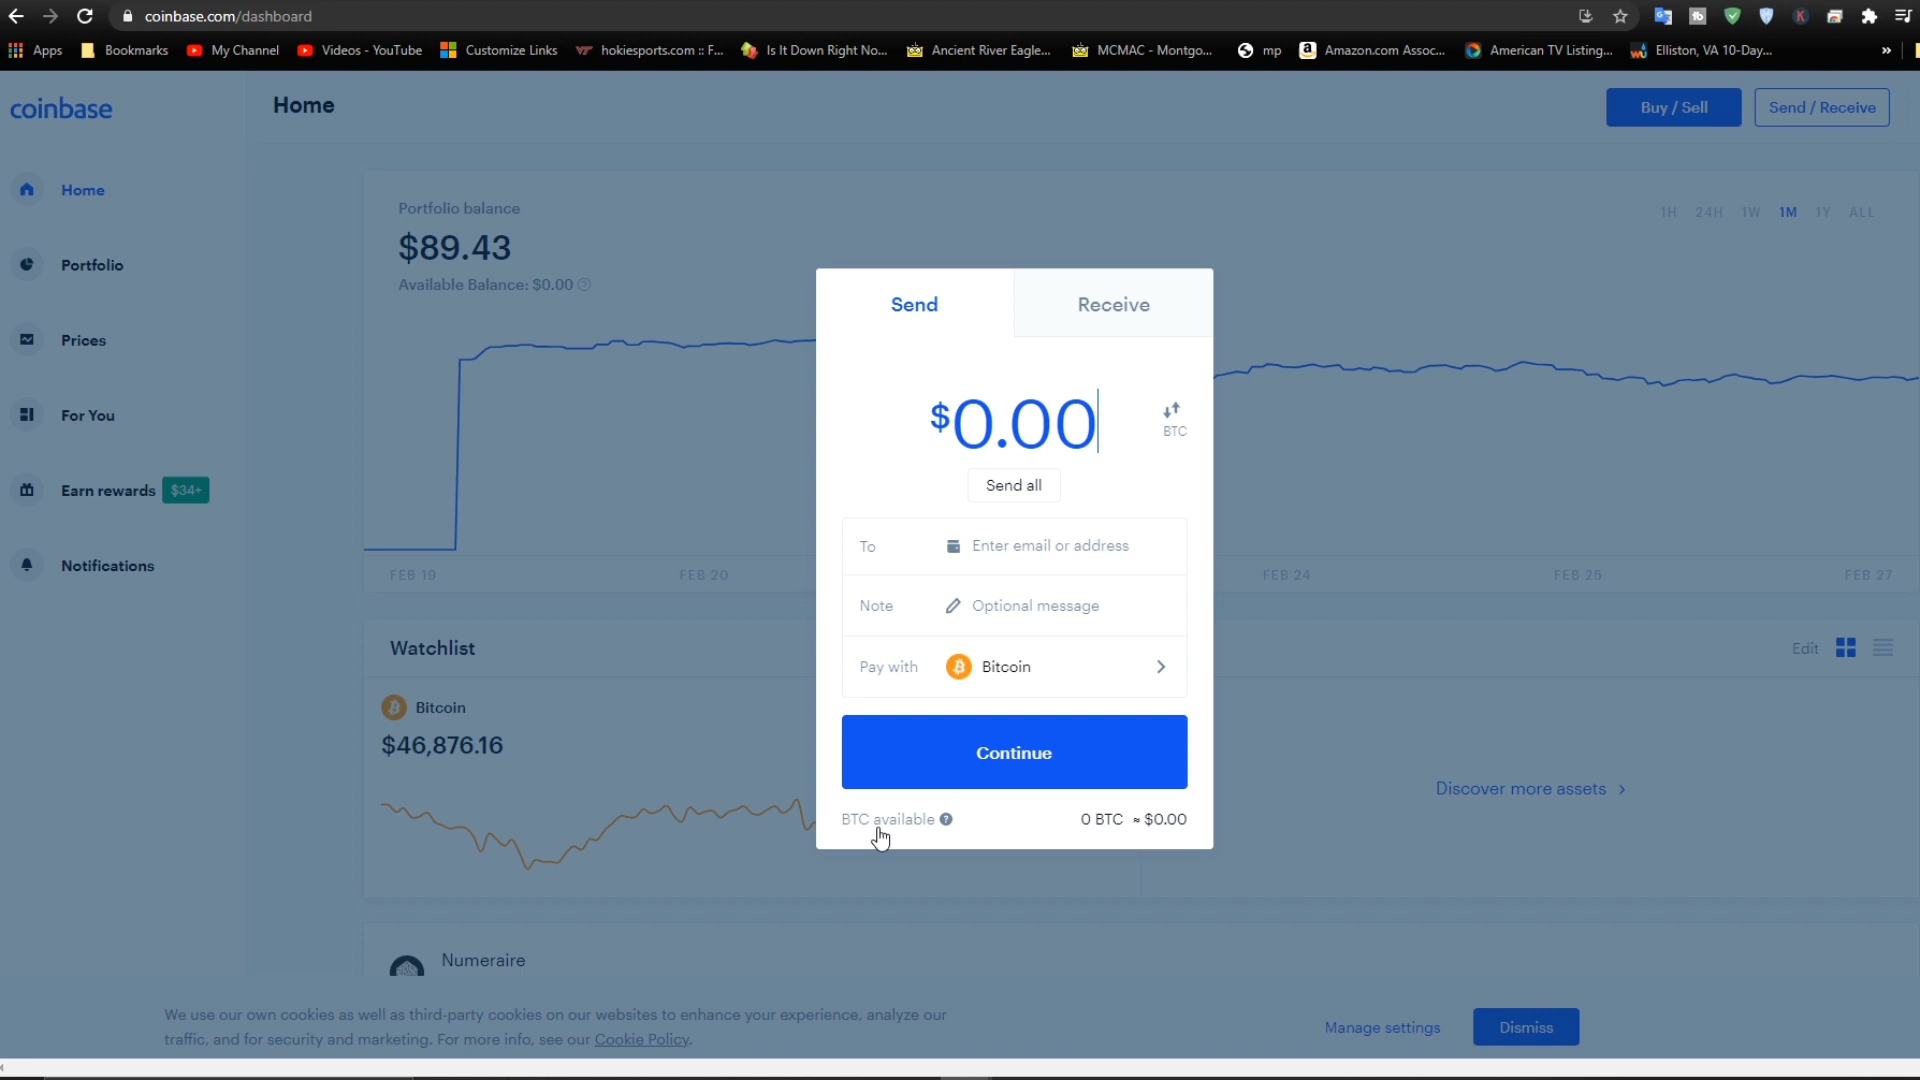 coinbase.com/dashboard
Apps Bookmarks My Channel Videos - YouTube Customize Links hokiesports.com :: F... Is It Down Right No... Ancient River Eagle... MCMAC - Montgo... mp Amazon.com Assoc... American TV Listing... Elliston, VA 10-Day... »
coinbase
Home
Buy / Sell
Send / Receive
Home
Portfolio
Prices
For You
Earn rewards $34+
Notifications
Portfolio balance
$89.43
Available Balance: $0.00
1H 24H 1W 1M 1Y ALL
FEB 19 FEB 20 FEB 24 FEB 25 FEB 27
Send
Receive
$0.00
BTC
Send all
To Enter email or address
Note Optional message
Pay with Bitcoin
Continue
BTC available 0 BTC ≈ $0.00
Watchlist
Edit
Bitcoin
$46,876.16
Discover more assets
Numeraire
We use our own cookies as well as third-party cookies on our websites to enhance your experience, analyze our
traffic, and for security and marketing. For more info, see our Cookie Policy.
Manage settings
Dismiss